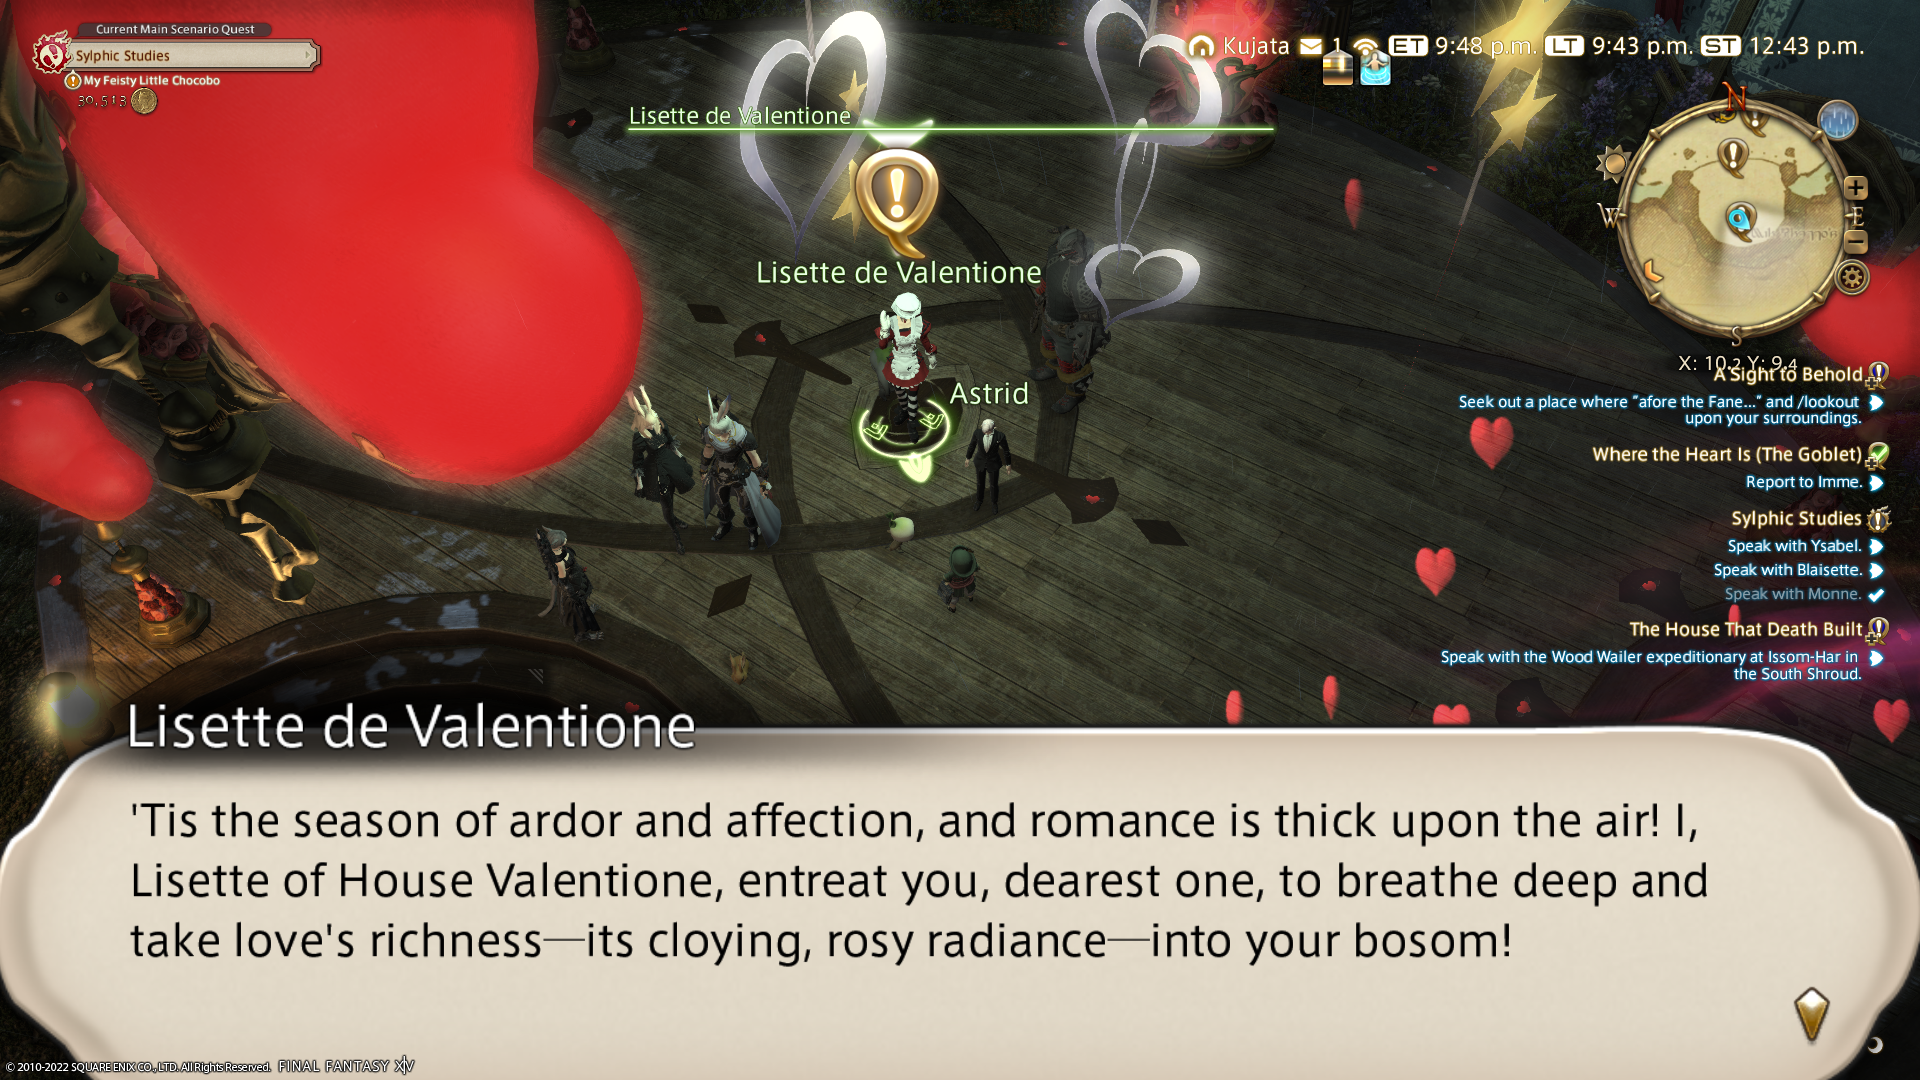 Current Main Scenario Quest
Sylphic Studies
My Feisty Little Chocobo
30,513
Kujata 1 ET 9:48 p.m. LT 9:43 p.m. ST 12:43 p.m.
Lisette de Valentione
N
W
E
S
X: 10.2 Y: 9.4
Lisette de Valentione
Astrid
A Sight to Behold
Seek out a place where "afore the Fane..." and /lookout
upon your surroundings.
Where the Heart Is (The Goblet)
Report to Imme.
Sylphic Studies
Speak with Ysabel.
Speak with Blaisette.
Speak with Monne.
The House That Death Built
Speak with the Wood Wailer expeditionary at Issom-Har in
the South Shroud.
Lisette de Valentione
'Tis the season of ardor and affection, and romance is thick upon the air! I,
Lisette of House Valentione, entreat you, dearest one, to breathe deep and
take love's richness—its cloying, rosy radiance—into your bosom!
© 2010-2022 SQUARE ENIX CO., LTD. All Rights Reserved. FINAL FANTASY XIV